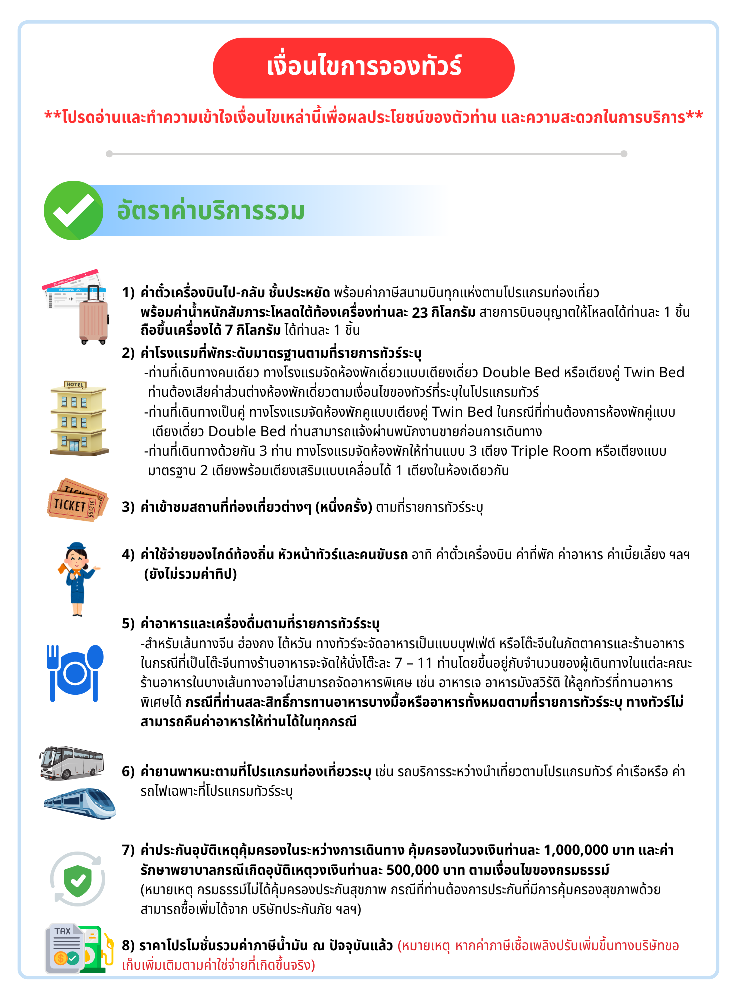 เงื่อนไขการจองทัวร์
**โปรดอ่านและทำความเข้าใจเงื่อนไขเหล่านี้เพื่อผลประโยชน์ของตัวท่าน และความสะดวกในการบริการ**
อัตราค่าบริการรวม
BOARDING PASS
BOARDING PASS
1) ค่าตั๋วเครื่องบินไป-กลับ ชั้นประหยัด พร้อมค่าภาษีสนามบินทุกแห่งตามโปรแกรมท่องเที่ยว
พร้อมค่าน้ำหนักสัมภาระโหลดใต้ท้องเครื่องท่านละ 23 กิโลกรัม สายการบินอนุญาตให้โหลดได้ท่านละ 1 ชิ้น
ถือขึ้นเครื่องได้ 7 กิโลกรัม ได้ท่านละ 1 ชิ้น
2) ค่าโรงแรมที่พักระดับมาตรฐานตามที่รายการทัวร์ระบุ
-ท่านที่เดินทางคนเดียว ทางโรงแรมจัดห้องพักเดี่ยวแบบเตียงเดี่ยว Double Bed หรือเตียงคู่ Twin Bed
HOTEL
ท่านต้องเสียค่าส่วนต่างห้องพักเดี่ยวตามเงื่อนไขของทัวร์ที่ระบุในโปรแกรมทัวร์
-ท่านที่เดินทางเป็นคู่ ทางโรงแรมจัดห้องพักคูแบบเตียงคู่ Twin Bed ในกรณีที่ท่านต้องการห้องพักคู่แบบ
เตียงเดี่ยว Double Bed ท่านสามารถแจ้งผ่านพนักงานขายก่อนการเดินทาง
-ท่านที่เดินทางด้วยกัน 3 ท่าน ทางโรงแรมจัดห้องพักให้ท่านแบบ 3 เตียง Triple Room หรือเตียงแบบ
มาตรฐาน 2 เตียงพร้อมเตียงเสริมแบบเคลื่อนได้ 1 เตียงในห้องเดียวกัน
TICKET
312268
3) ค่าเข้าชมสถานที่ท่องเที่ยวต่างๆ (หนึ่งครั้ง) ตามที่รายการทัวร์ระบุ
4) ค่าใช้จ่ายของไกด์ท้องถิ่น หัวหน้าทัวร์และคนขับรถ อาทิ ค่าตั๋วเครื่องบิน ค่าที่พัก ค่าอาหาร ค่าเบี้ยเลี้ยง ฯลฯ
(ยังไม่รวมค่าทิป)
5) ค่าอาหารและเครื่องดื่มตามที่รายการทัวร์ระบุ
-สำหรับเส้นทางจีน ฮ่องกง ไต้หวัน ทางทัวร์จะจัดอาหารเป็นแบบบุฟเฟ่ต์ หรือโต๊ะจีนในภัตตาคารและร้านอาหาร
ในกรณีที่เป็นโต๊ะจีนทางร้านอาหารจะจัดให้นั่งโต๊ะละ 7 – 11 ท่านโดยขึ้นอยู่กับจำนวนของผู้เดินทางในแต่ละคณะ
ร้านอาหารในบางเส้นทางอาจไม่สามารถจัดอาหารพิเศษ เช่น อาหารเจ อาหารมังสวิรัติ ให้ลูกทัวร์ที่ทานอาหาร
พิเศษได้ กรณีที่ท่านสละสิทธิ์การทานอาหารบางมื้อหรืออาหารทั้งหมดตามที่รายการทัวร์ระบุ ทางทัวร์ไม่
สามารถคืนค่าอาหารให้ท่านได้ในทุกกรณี
6) ค่ายานพาหนะตามที่โปรแกรมท่องเที่ยวระบุ เช่น รถบริการระหว่างนำเที่ยวตามโปรแกรมทัวร์ ค่าเรือหรือ ค่า
รถไฟเฉพาะที่โปรแกรมทัวร์ระบุ
7) ค่าประกันอุบัติเหตุคุ้มครองในระหว่างการเดินทาง คุ้มครองในวงเงินท่านละ 1,000,000 บาท และค่า
รักษาพยาบาลกรณีเกิดอุบัติเหตุวงเงินท่านละ 500,000 บาท ตามเงื่อนไขของกรมธรรม์
(หมายเหตุ กรมธรรม์ไม่ได้คุ้มครองประกันสุขภาพ กรณีที่ท่านต้องการประกันที่มีการคุ้มครองสุขภาพด้วย
สามารถซื้อเพิ่มได้จาก บริษัทประกันภัย ฯลฯ)
TAX
8) ราคาโปรโมชั่นรวมค่าภาษีน้ำมัน ณ ปัจจุบันแล้ว (หมายเหตุ หากค่าภาษีเชื้อเพลิงปรับเพิ่มขึ้นทางบริษัทขอ
เก็บเพิ่มเติมตามค่าใช่จ่ายที่เกิดขึ้นจริง)